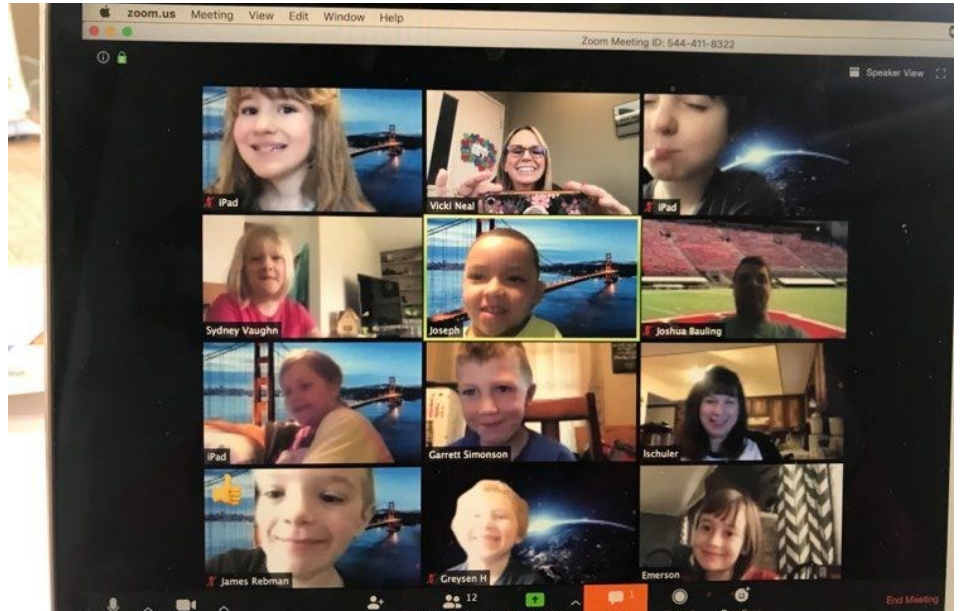 zoom.us Meeting View Edit Window Help
Zoom Meeting ID: 544-411-8322
Speaker View
iPad
Vicki Neal
iPad
Sydney Vaughn
Joseph
Joshua Bauling
iPad
Garrett Simonson
Ischuler
James Rebman
Greysen H
Emerson
12
1
End Meeting